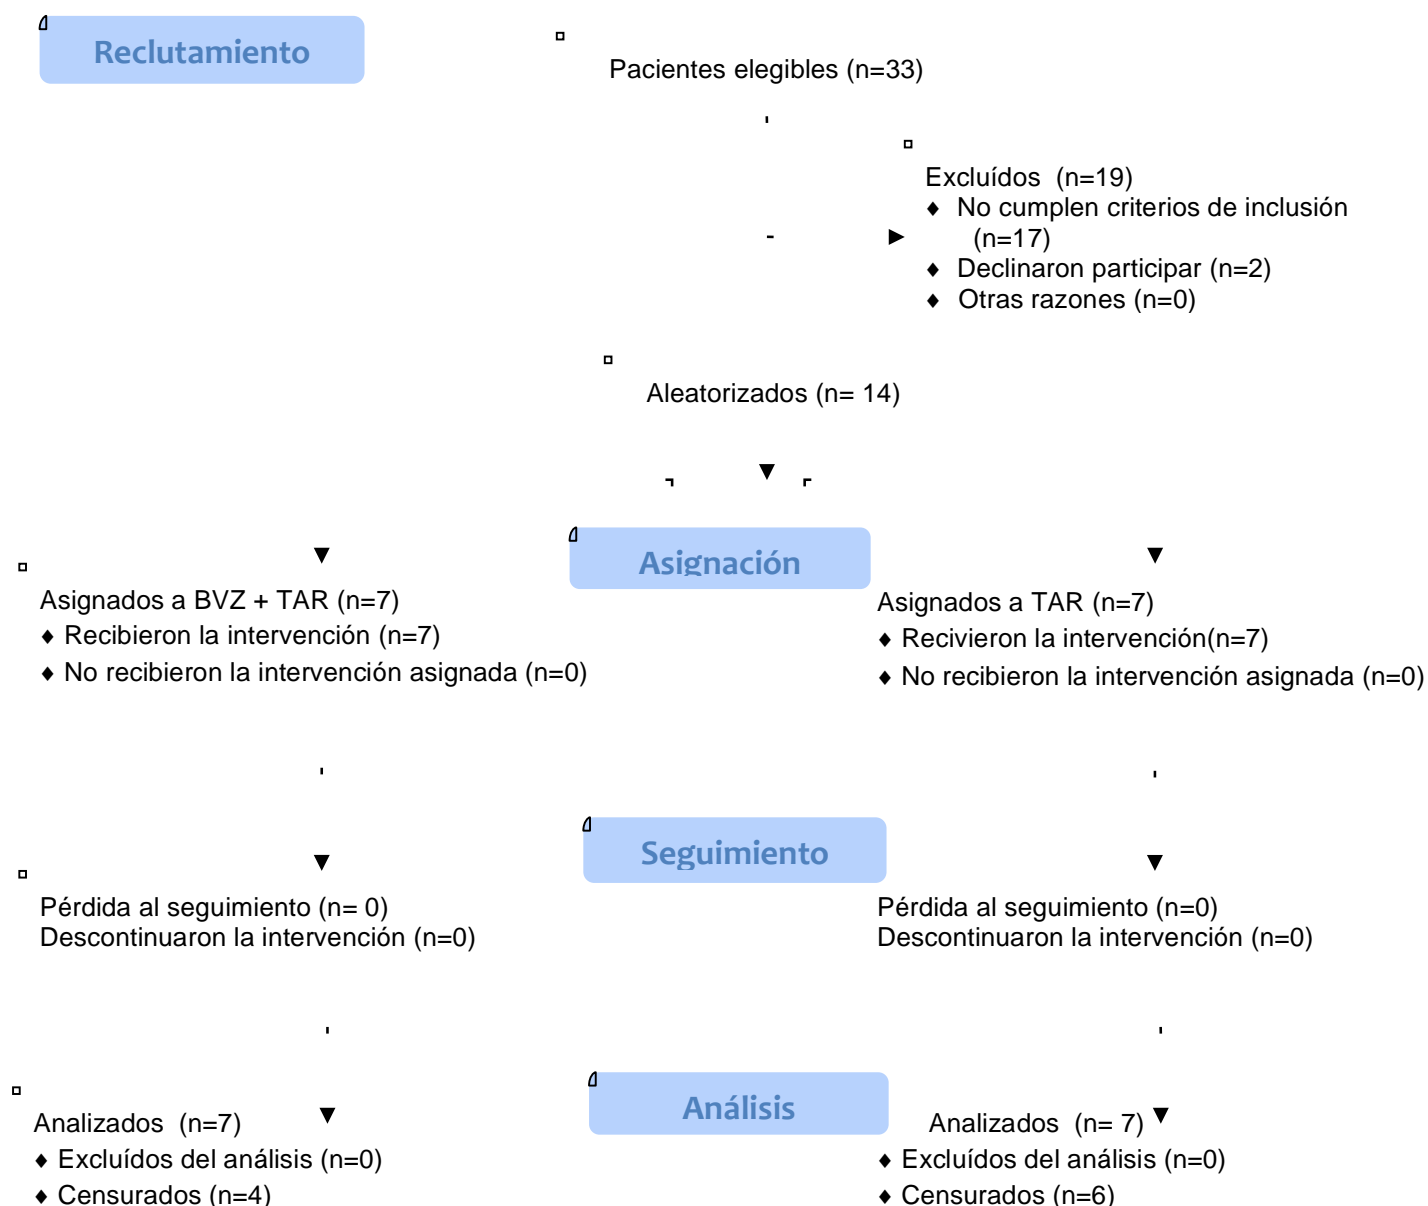 Reclutamiento
Pacientes elegibles (n=33)
Excluídos (n=19)
♦ No cumplen criterios de inclusión
(n=17)
♦ Declinaron participar (n=2)
♦ Otras razones (n=0)
Aleatorizados (n= 14)
Asignación
Asignados a BVZ + TAR (n=7)
♦ Recibieron la intervención (n=7)
♦ No recibieron la intervención asignada (n=0)
Asignados a TAR (n=7)
♦ Recivieron la intervención(n=7)
♦ No recibieron la intervención asignada (n=0)
Seguimiento
Pérdida al seguimiento (n= 0)
Descontinuaron la intervención (n=0)
Pérdida al seguimiento (n=0)
Descontinuaron la intervención (n=0)
Análisis
Analizados (n=7)
♦ Excluídos del análisis (n=0)
♦ Censurados (n=4)
Analizados (n= 7)
♦ Excluídos del análisis (n=0)
♦ Censurados (n=6)